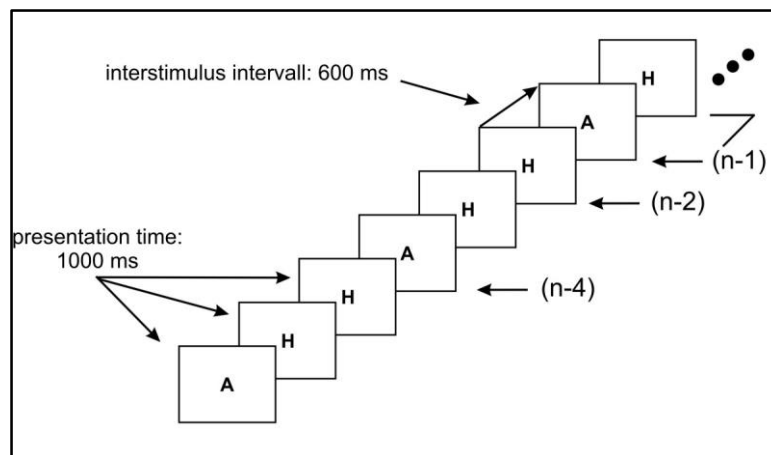 interstimulus intervall: 600 ms
H
A
(n-1)
H
(n-2)
H
A
(n-4)
presentation time:
1000 ms
H
H
A